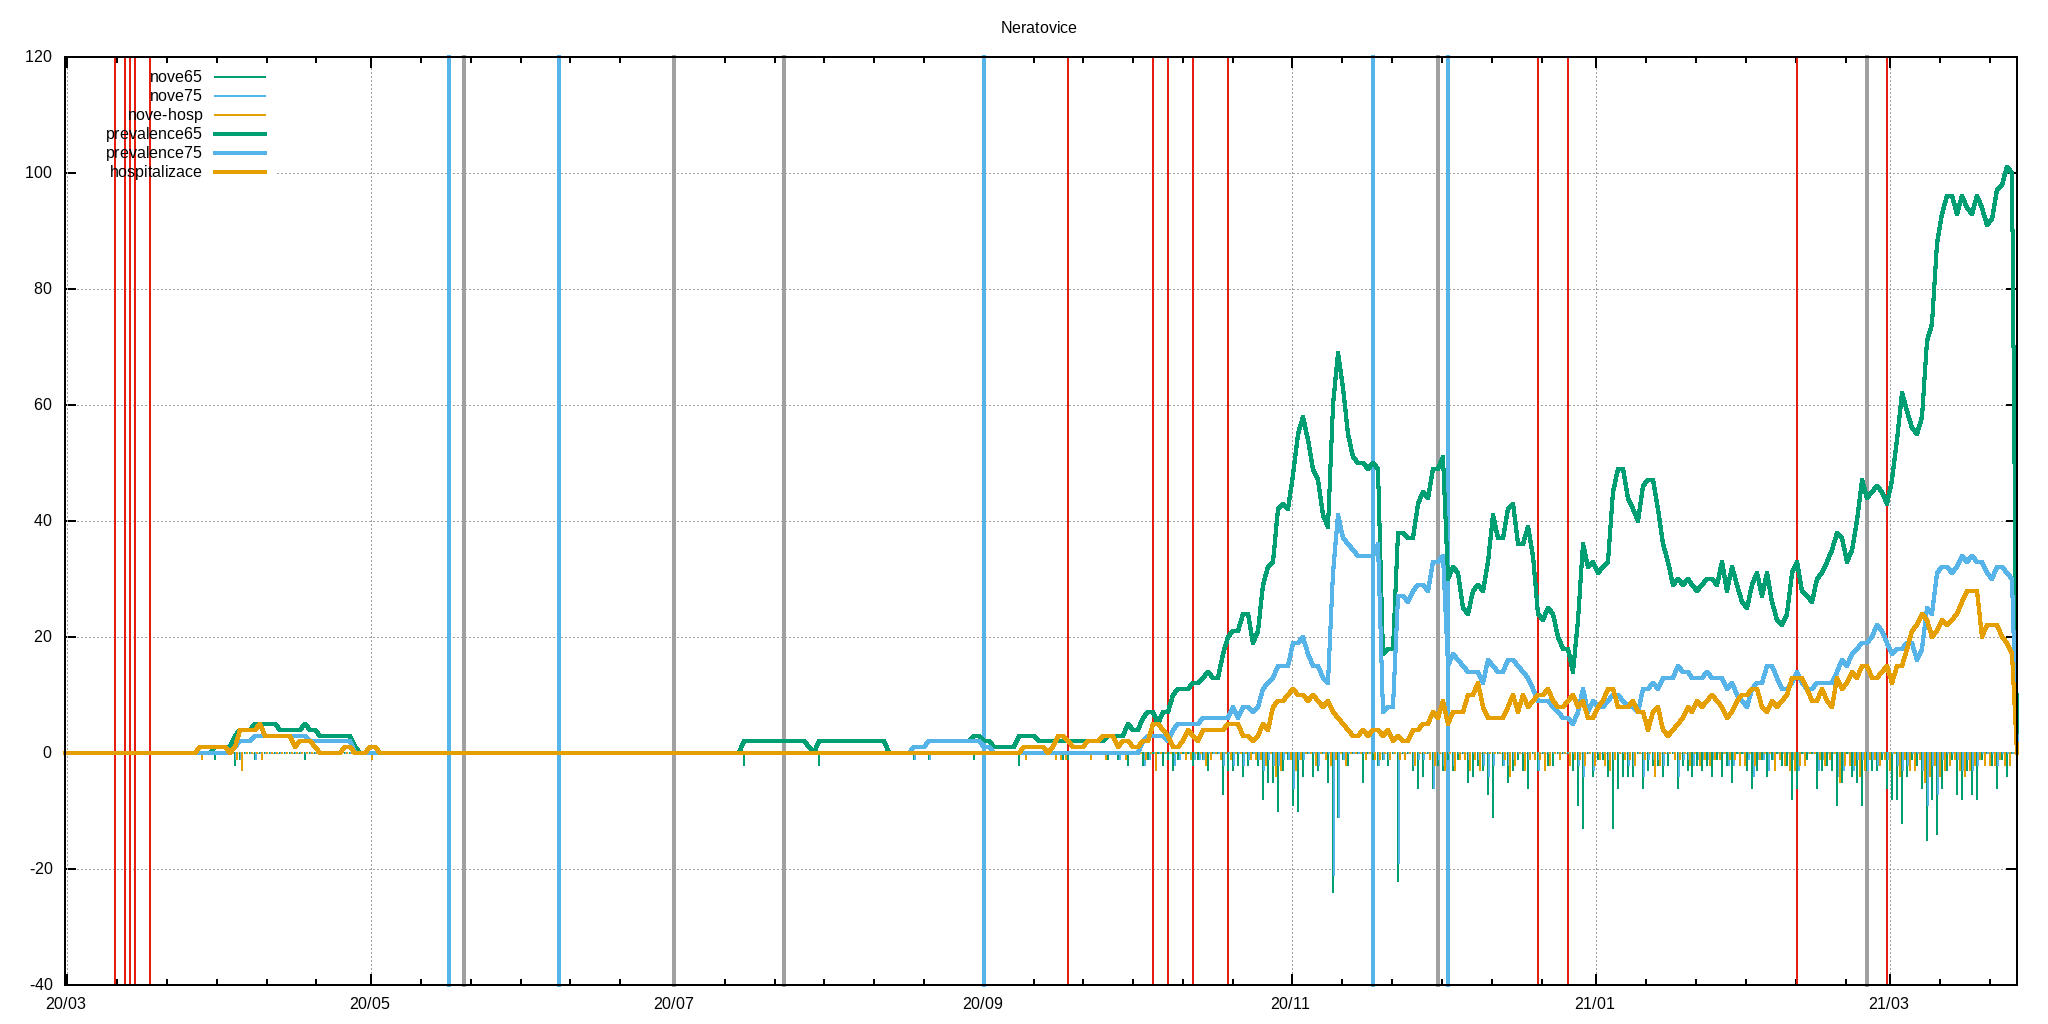 Neratovice
120
nove65
nove75
nove-hosp
prevalence65
prevalence75
hospitalizace
100
80
60
40
20
0
-20
-40
20/03 20/05 20/07 20/09 20/11 21/01 21/03